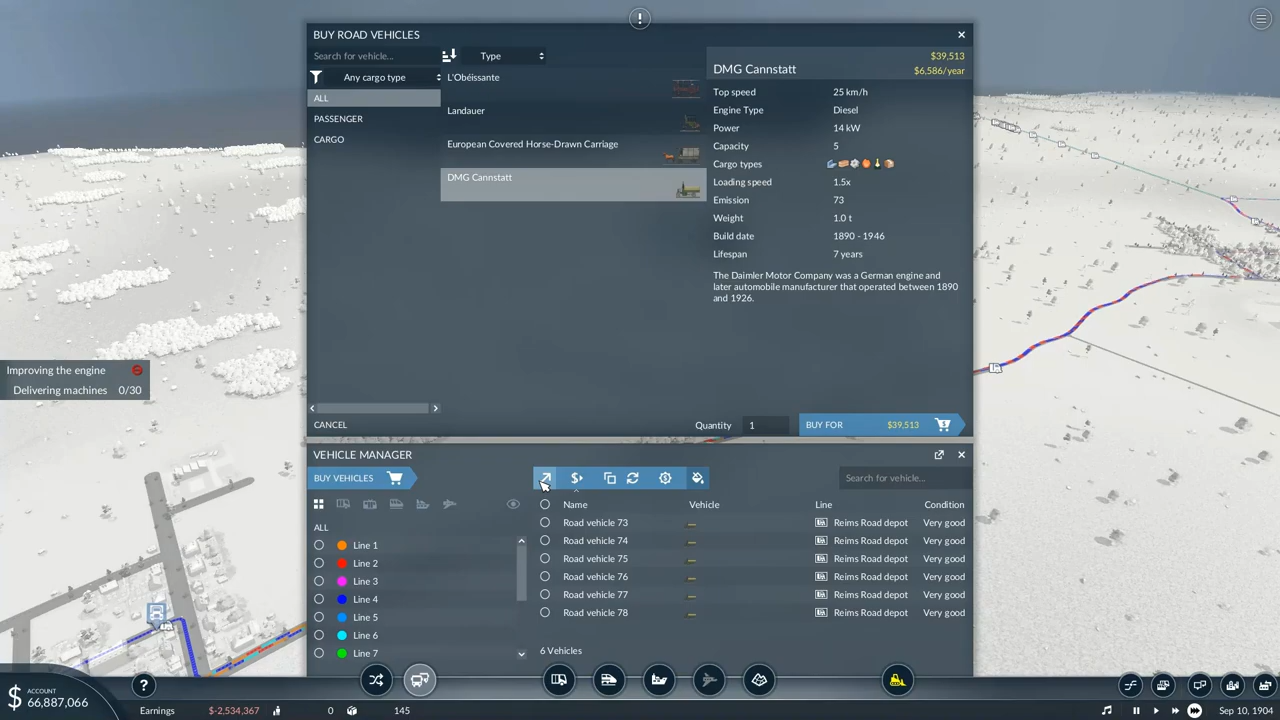 BUY ROAD VEHICLES
Search for vehicle...
Type
Any cargo type
ALL
PASSENGER
CARGO
L'Obéissante
Landauer
European Covered Horse-Drawn Carriage
DMG Cannstatt
$39,513
DMG Cannstatt
$6,586/year
Top speed 25 km/h
Engine Type Diesel
Power 14 kW
Capacity 5
Cargo types
Loading speed 1.5x
Emission 73
Weight 1.0 t
Build date 1890 - 1946
Lifespan 7 years
The Daimler Motor Company was a German engine and
later automobile manufacturer that operated between 1890
and 1926.
Improving the engine
Delivering machines 0/30
CANCEL
Quantity 1
BUY FOR $39,513
VEHICLE MANAGER
BUY VEHICLES
Search for vehicle...
ALL
Line 1
Line 2
Line 3
Line 4
Line 5
Line 6
Line 7
Name Vehicle Line Condition
Road vehicle 73 Reims Road depot Very good
Road vehicle 74 Reims Road depot Very good
Road vehicle 75 Reims Road depot Very good
Road vehicle 76 Reims Road depot Very good
Road vehicle 77 Reims Road depot Very good
Road vehicle 78 Reims Road depot Very good
6 Vehicles
$ ACCOUNT
66,887,066
?
Earnings $-2,534,367 0 145
Sep 10, 1904